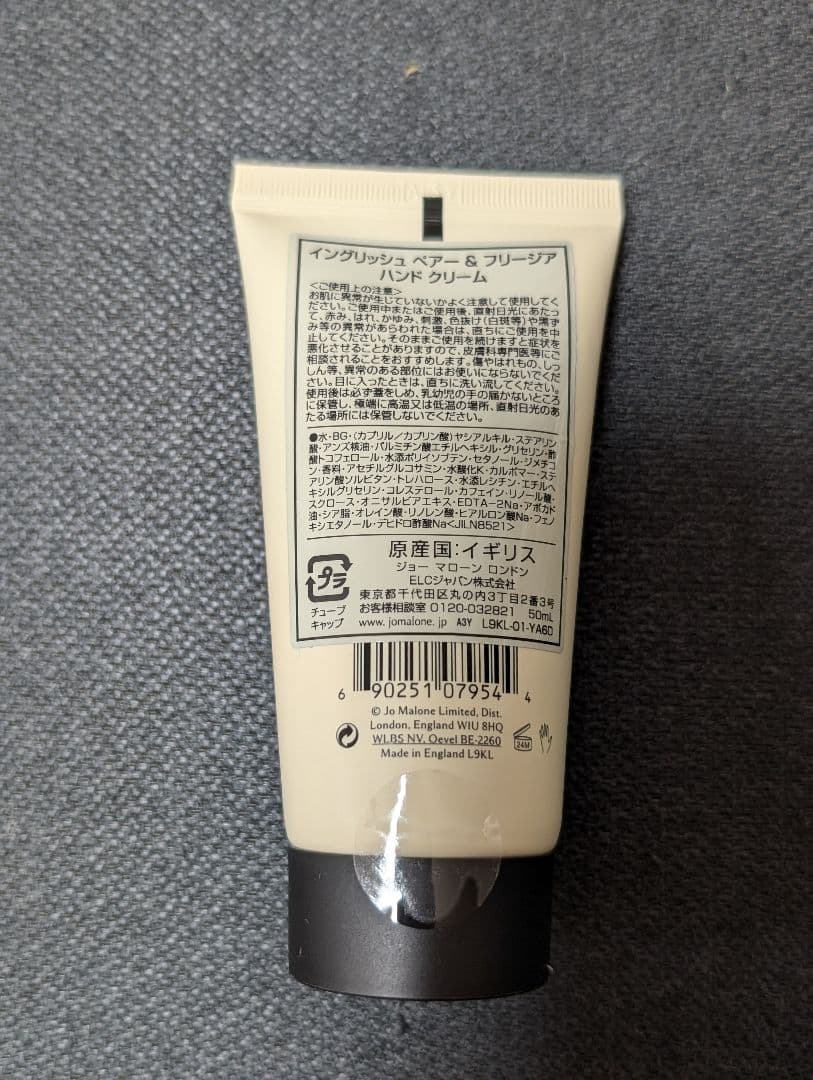 イングリッシュ ペアー & フリージア
ハンド クリーム
<ご使用上の注意>
お肌に異常が生じていないかよく注意して使用してく
ださい。ご使用中またはご使用後、直射日光にあたっ
て、赤み、はれ、かゆみ、刺激、色抜け(白斑等)や黒ず
み等の異常があらわれた場合は、直ちにご使用を中
止してください。そのままご使用を続けますと症状を
悪化させることがありますので、皮膚科専門医等にご
相談されることをおすすめします。傷やはれもの、しっ
しん等、異常のある部位にはお使いにならないでくだ
さい。目に入ったときは、直ちに洗い流してください。
使用後は必ず蓋をしめ、乳幼児の手の届かないところ
に保管し、極端に高温又は低温の場所、直射日光のあ
たる場所には保管しないでください。
●水・BG・(カプリル/カプリン酸)ヤシアルキル・ステアリン
酸・アンズ核油・パルミチン酸エチルヘキシル・グリセリン・酢
酸トコフェロール・水添ポリイソブテン・セタノール・ジメチコ
ン・香料・アセチルグルコサミン・水酸化K・カルボマー・ステ
アリン酸ソルビタン・トレハロース・水添レシチン・エチルヘ
キシルグリセリン・コレステロール・カフェイン・リノール酸・
スクロース・オニサルビアエキス・EDTA-2Na・アボカド
油・シア脂・オレイン酸・リノレン酸・ヒアルロン酸Na・フェノ
キシエタノール・デヒドロ酢酸Na<JILN8521>
原産国:イギリス
ジョー マローン ロンドン
ELCジャパン株式会社
東京都千代田区丸の内3丁目2番3号
お客様相談室 0120-032821 50mL
www.jomalone.jp A3Y L9KL-01-YA6D
プラ
チューブ
キャップ
6 90251 07954 4
© Jo Malone Limited, Dist.
London, England W1U 8HQ
WLBS NV, Oevel BE-2260
Made in England L9KL
24M